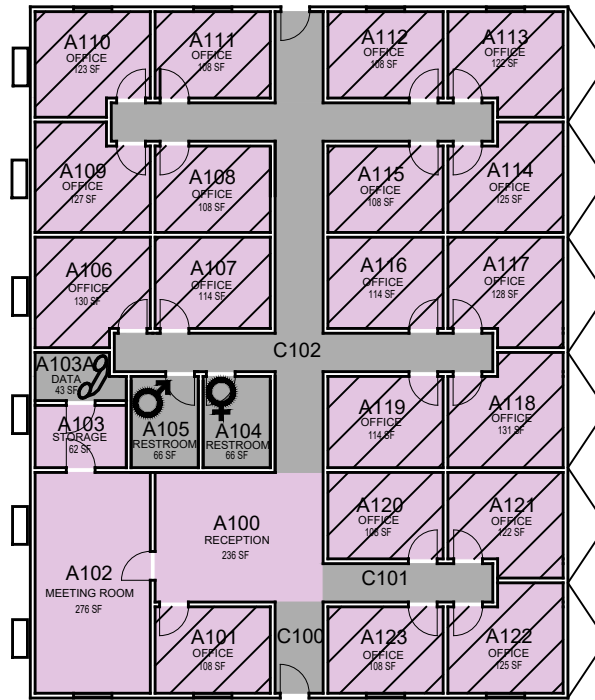 A110
OFFICE
123 SF
A111
OFFICE
108 SF
A112
OFFICE
108 SF
A113
OFFICE
122 SF
A109
OFFICE
127 SF
A108
OFFICE
108 SF
A115
OFFICE
108 SF
A114
OFFICE
125 SF
A106
OFFICE
130 SF
A107
OFFICE
114 SF
A116
OFFICE
114 SF
A117
OFFICE
128 SF
C102
A103A
DATA
43 SF
A103
STORAGE
62 SF
A105
RESTROOM
66 SF
A104
RESTROOM
66 SF
A119
OFFICE
114 SF
A118
OFFICE
131 SF
A100
RECEPTION
236 SF
A120
OFFICE
108 SF
A121
OFFICE
122 SF
A102
MEETING ROOM
276 SF
C101
A101
OFFICE
108 SF
C100
A123
OFFICE
108 SF
A122
OFFICE
125 SF